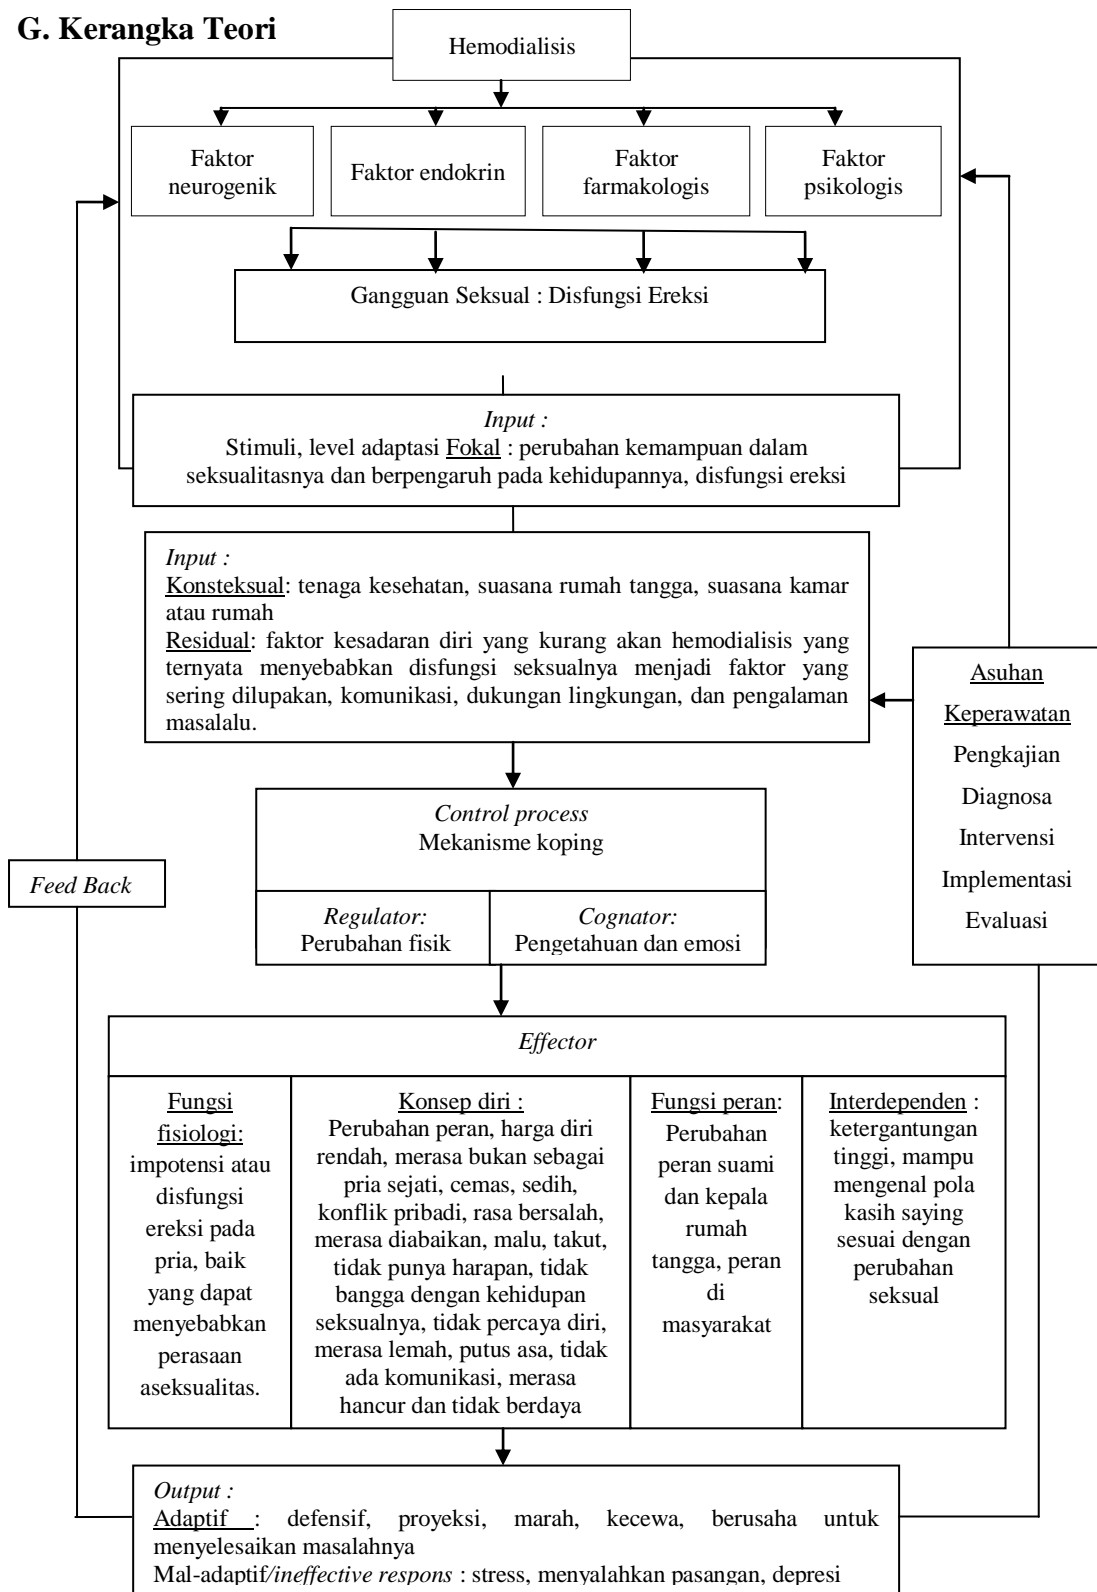 G. Kerangka Teori
Hemodialisis
Faktor
neurogenik
Faktor endokrin
Faktor
farmakologis
Faktor
psikologis
Gangguan Seksual : Disfungsi Ereksi
Input :
Stimuli, level adaptasi Fokal : perubahan kemampuan dalam
seksualitasnya dan berpengaruh pada kehidupannya, disfungsi ereksi
Input :
Konsteksual: tenaga kesehatan, suasana rumah tangga, suasana kamar
atau rumah
Residual: faktor kesadaran diri yang kurang akan hemodialisis yang
ternyata menyebabkan disfungsi seksualnya menjadi faktor yang
sering dilupakan, komunikasi, dukungan lingkungan, dan pengalaman
masalalu.
Asuhan
Keperawatan
Pengkajian
Diagnosa
Intervensi
Implementasi
Evaluasi
Control process
Mekanisme koping
Feed Back
Regulator:
Perubahan fisik
Cognator:
Pengetahuan dan emosi
Effector
Fungsi
fisiologi:
impotensi atau
disfungsi
ereksi pada
pria, baik
yang dapat
menyebabkan
perasaan
aseksualitas.
Konsep diri :
Perubahan peran, harga diri
rendah, merasa bukan sebagai
pria sejati, cemas, sedih,
konflik pribadi, rasa bersalah,
merasa diabaikan, malu, takut,
tidak punya harapan, tidak
bangga dengan kehidupan
seksualnya, tidak percaya diri,
merasa lemah, putus asa, tidak
ada komunikasi, merasa
hancur dan tidak berdaya
Fungsi peran:
Perubahan
peran suami
dan kepala
rumah
tangga, peran
di
masyarakat
Interdependen :
ketergantungan
tinggi, mampu
mengenal pola
kasih saying
sesuai dengan
perubahan
seksual
Output :
Adaptif : defensif, proyeksi, marah, kecewa, berusaha untuk
menyelesaikan masalahnya
Mal-adaptif/ineffective respons : stress, menyalahkan pasangan, depresi